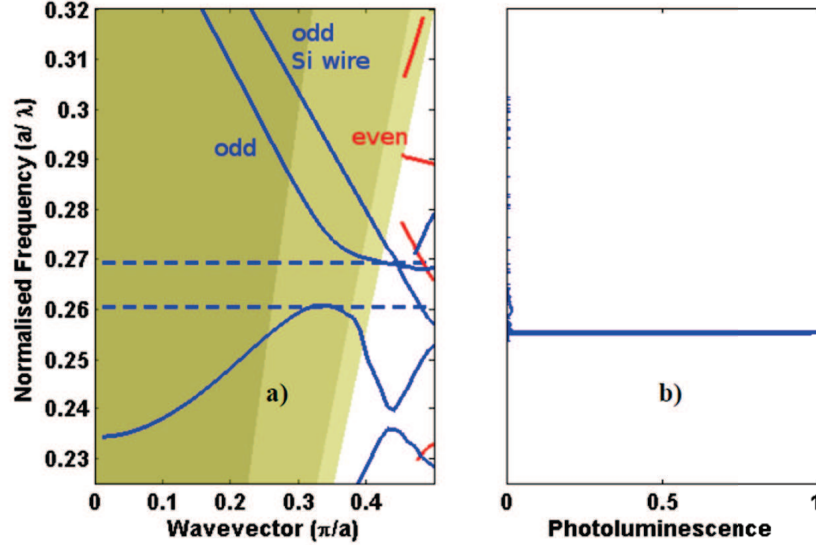 0.32
0.31
0.3
0.29
0.28
0.27
0.26
0.25
0.24
0.23
Normalised Frequency (a/ λ)
odd
Si wire
odd
even
a)
0 0.1 0.2 0.3 0.4
Wavevector (π/a)
b)
0 0.5 1
Photoluminescence